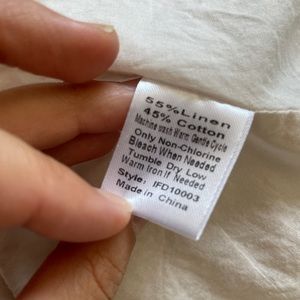 55%Linen
45% Cotton
Machine wash Warm Gentle Cycle
Only Non-Chlorine
Bleach When Needed
Tumble Dry Low
Warm Iron if Needed
Style: IFD10003
Made in China